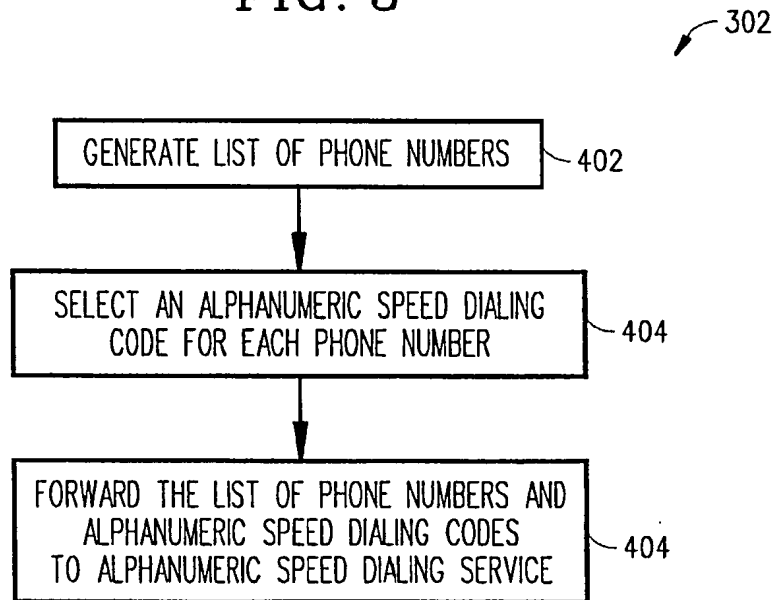 FIG.
302
GENERATE LIST OF PHONE NUMBERS
402
SELECT AN ALPHANUMERIC SPEED DIALING
CODE FOR EACH PHONE NUMBER
404
FORWARD THE LIST OF PHONE NUMBERS AND
ALPHANUMERIC SPEED DIALING CODES
TO ALPHANUMERIC SPEED DIALING SERVICE
404